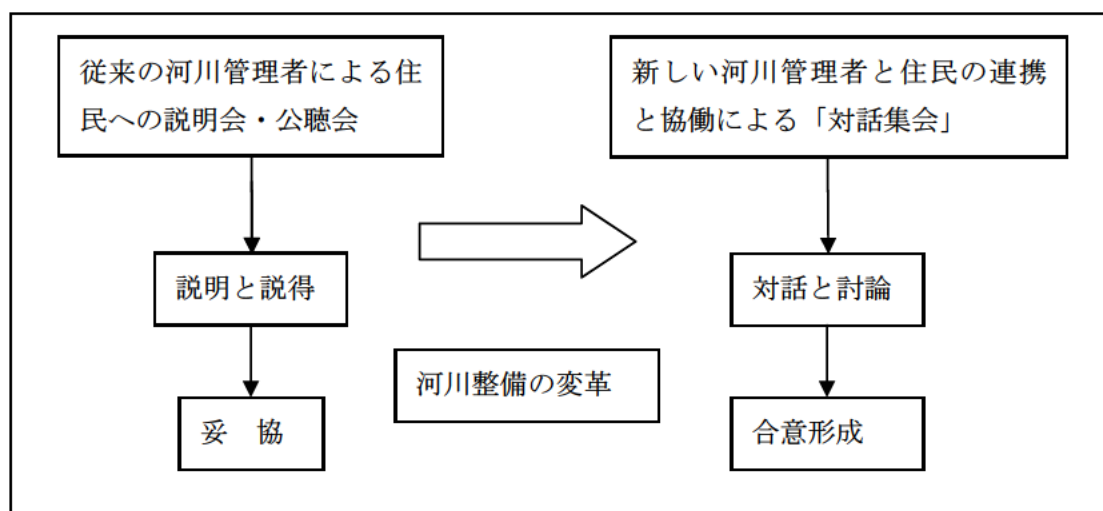 従来の河川管理者による住
民への説明会・公聴会
新しい河川管理者と住民の連携
と協働による「対話集会」
説明と説得
対話と討論
河川整備の変革
妥　協
合意形成